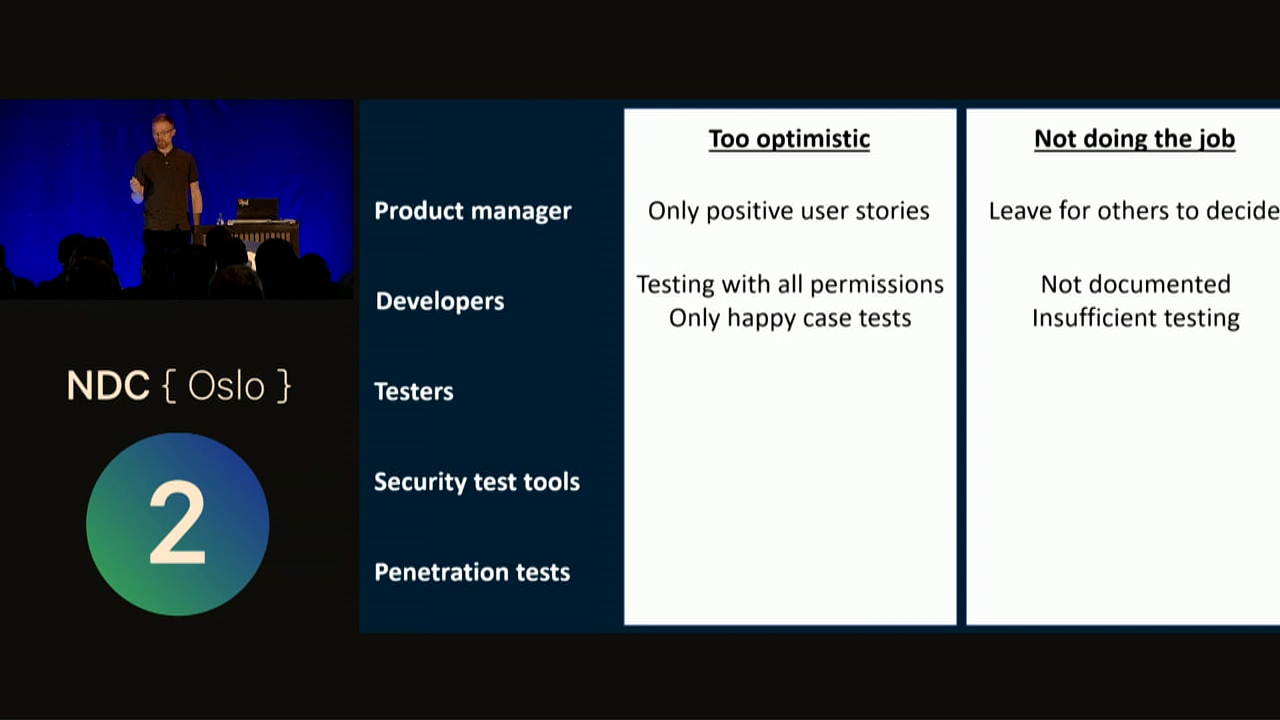 Too optimistic
Not doing the job
Product manager
Only positive user stories
Leave for others to decide
Developers
Testing with all permissions
Only happy case tests
Not documented
Insufficient testing
Testers
Security test tools
Penetration tests
NDC { Oslo }
2